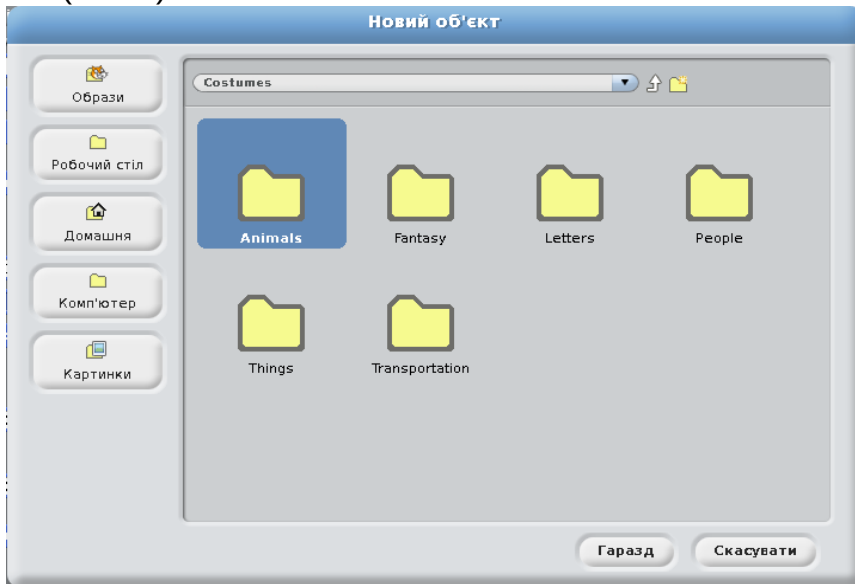 Новий об'єкт
Образи
Робочий стіл
Домашня
Комп'ютер
Картинки
Costumes
Animals Fantasy Letters People
Things Transportation
Гаразд Скасувати